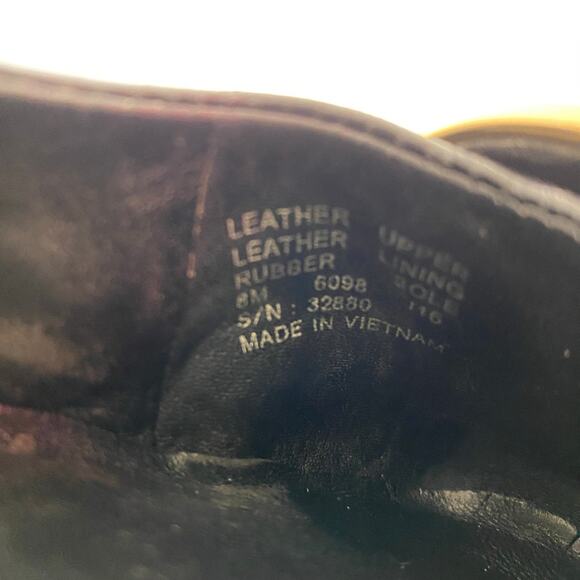 LEATHER UPPER
LEATHER LINING
RUBBER SOLE
8M 6098 116
S/N : 32880
MADE IN VIETNAM